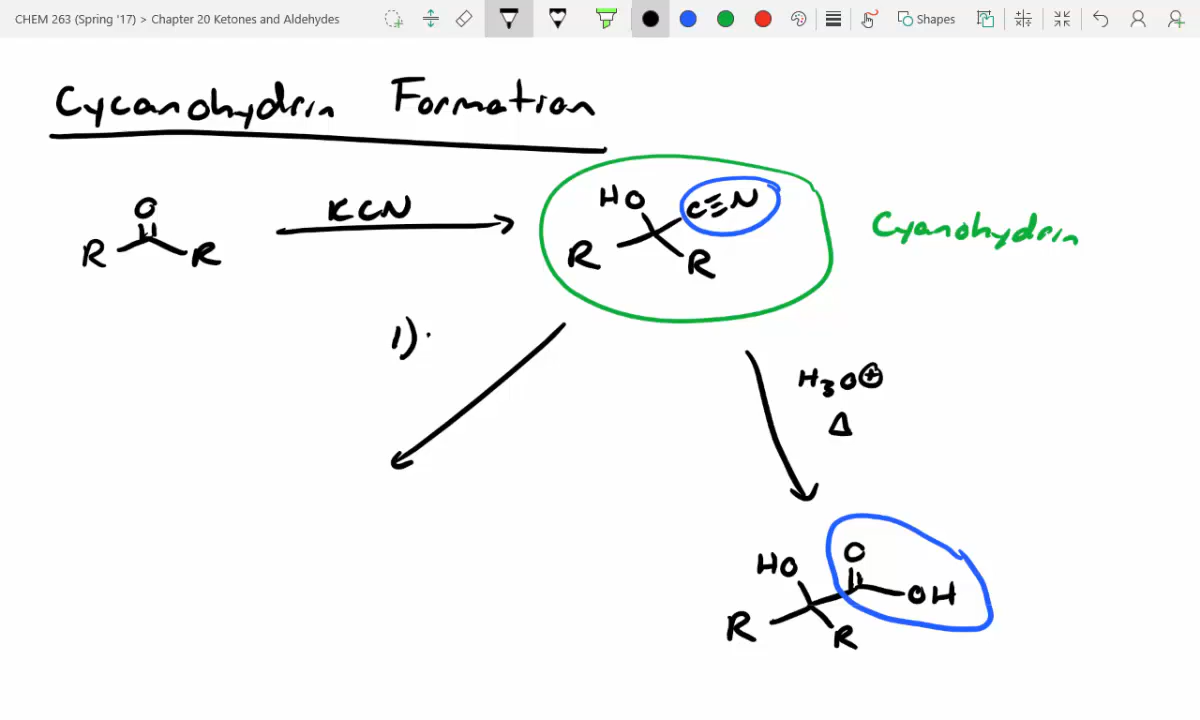 CHEM 263 (Spring '17) > Chapter 20 Ketones and Aldehydes
Shapes
Cycanohydrin Formation
O
R R
KCN
HO C≡N
R R
Cyanohydrin
1)
H3O⊕
Δ
O
HO
OH
R R